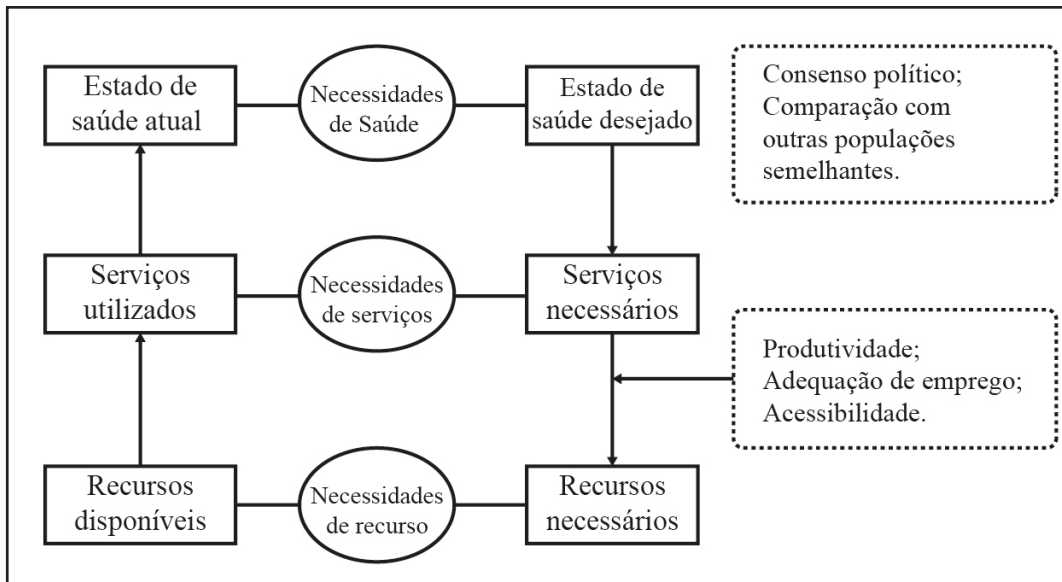 Estado de
saúde atual
Necessidades
de Saúde
Estado de
saúde desejado
Consenso político;
Comparação com
outras populações
semelhantes.
Serviços
utilizados
Necessidades
de serviços
Serviços
necessários
Produtividade;
Adequação de emprego;
Acessibilidade.
Recursos
disponíveis
Necessidades
de recurso
Recursos
necessários